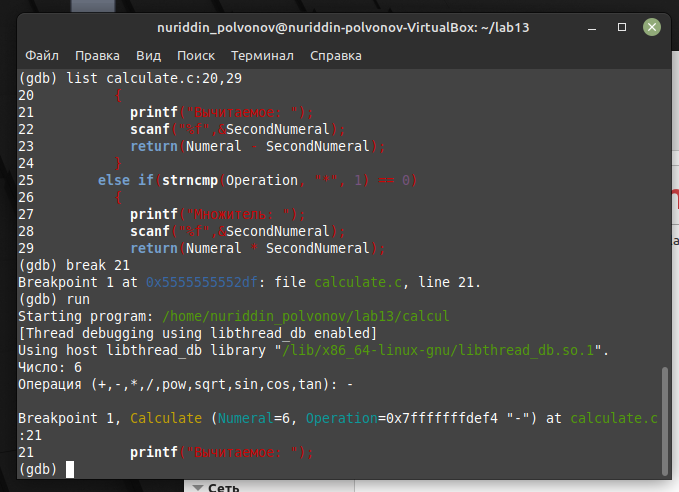 nuriddin_polvonov@nuriddin-polvonov-VirtualBox: ~/lab13
Файл Правка Вид Поиск Терминал Справка
(gdb) list calculate.c:20,29
20 {
21 printf("Вычитаемое: ");
22 scanf("%f",&SecondNumeral);
23 return(Numeral - SecondNumeral);
24 }
25 else if(strncmp(Operation, "*", 1) == 0)
26 {
27 printf("Множитель: ");
28 scanf("%f",&SecondNumeral);
29 return(Numeral * SecondNumeral);
(gdb) break 21
Breakpoint 1 at 0x5555555552df: file calculate.c, line 21.
(gdb) run
Starting program: /home/nuriddin_polvonov/lab13/calcul
[Thread debugging using libthread_db enabled]
Using host libthread_db library "/lib/x86_64-linux-gnu/libthread_db.so.1".
Число: 6
Операция (+,-,*,/,pow,sqrt,sin,cos,tan): -
Breakpoint 1, Calculate (Numeral=6, Operation=0x7fffffffdef4 "-") at calculate.c
:21
21 printf("Вычитаемое: ");
(gdb)
Сеть